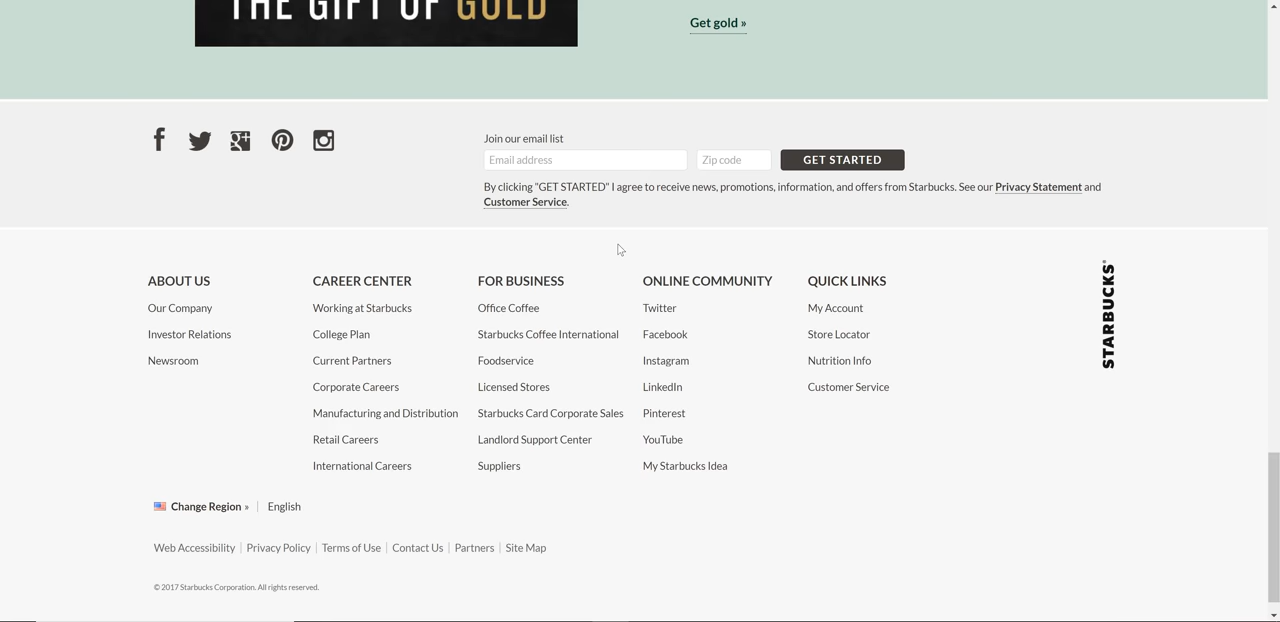 THE GIFT OF GOLD
Get gold »
Join our email list
Email address
Zip code
GET STARTED
By clicking "GET STARTED" I agree to receive news, promotions, information, and offers from Starbucks. See our Privacy Statement and
Customer Service.
ABOUT US
Our Company
Investor Relations
Newsroom
CAREER CENTER
Working at Starbucks
College Plan
Current Partners
Corporate Careers
Manufacturing and Distribution
Retail Careers
International Careers
FOR BUSINESS
Office Coffee
Starbucks Coffee International
Foodservice
Licensed Stores
Starbucks Card Corporate Sales
Landlord Support Center
Suppliers
ONLINE COMMUNITY
Twitter
Facebook
Instagram
LinkedIn
Pinterest
YouTube
My Starbucks Idea
QUICK LINKS
My Account
Store Locator
Nutrition Info
Customer Service
STARBUCKS®
Change Region » | English
Web Accessibility | Privacy Policy | Terms of Use | Contact Us | Partners | Site Map
© 2017 Starbucks Corporation. All rights reserved.